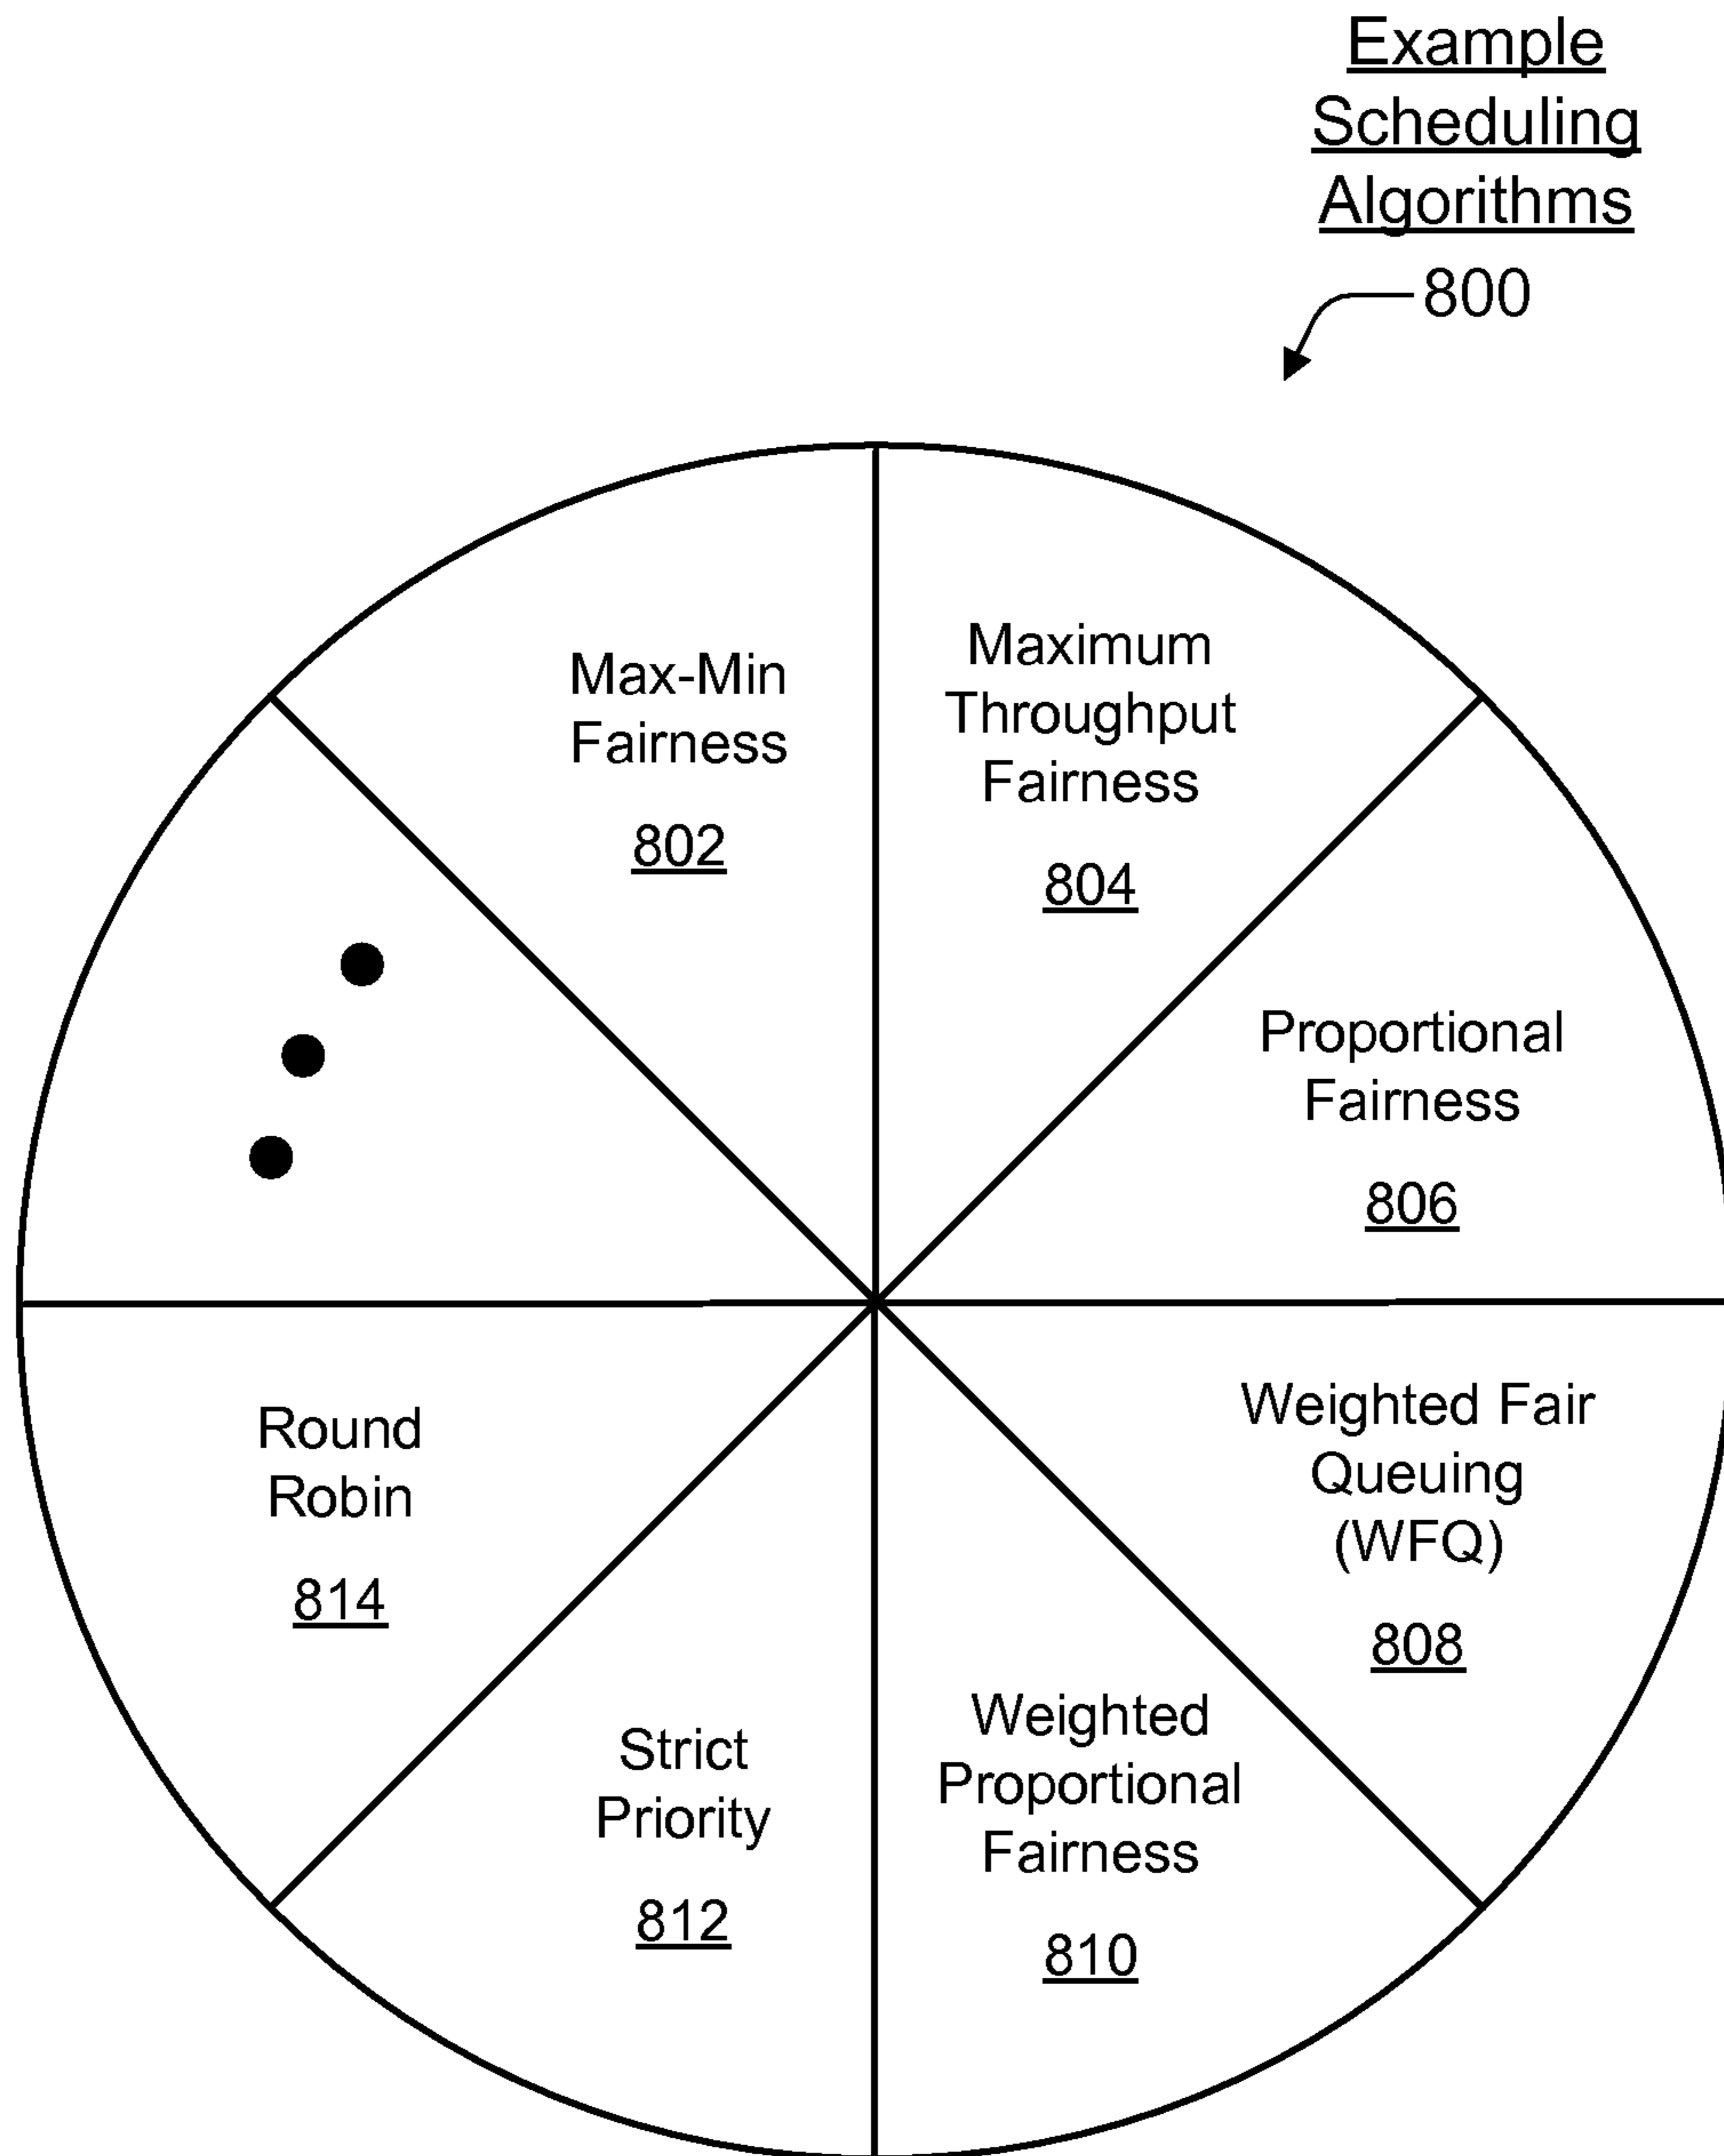 Example
Scheduling
Algorithms
800
Max-Min
Fairness
802
Maximum
Throughput
Fairness
804
Proportional
Fairness
806
Weighted Fair
Queuing
(WFQ)
808
Weighted
Proportional
Fairness
810
Strict
Priority
812
Round
Robin
814